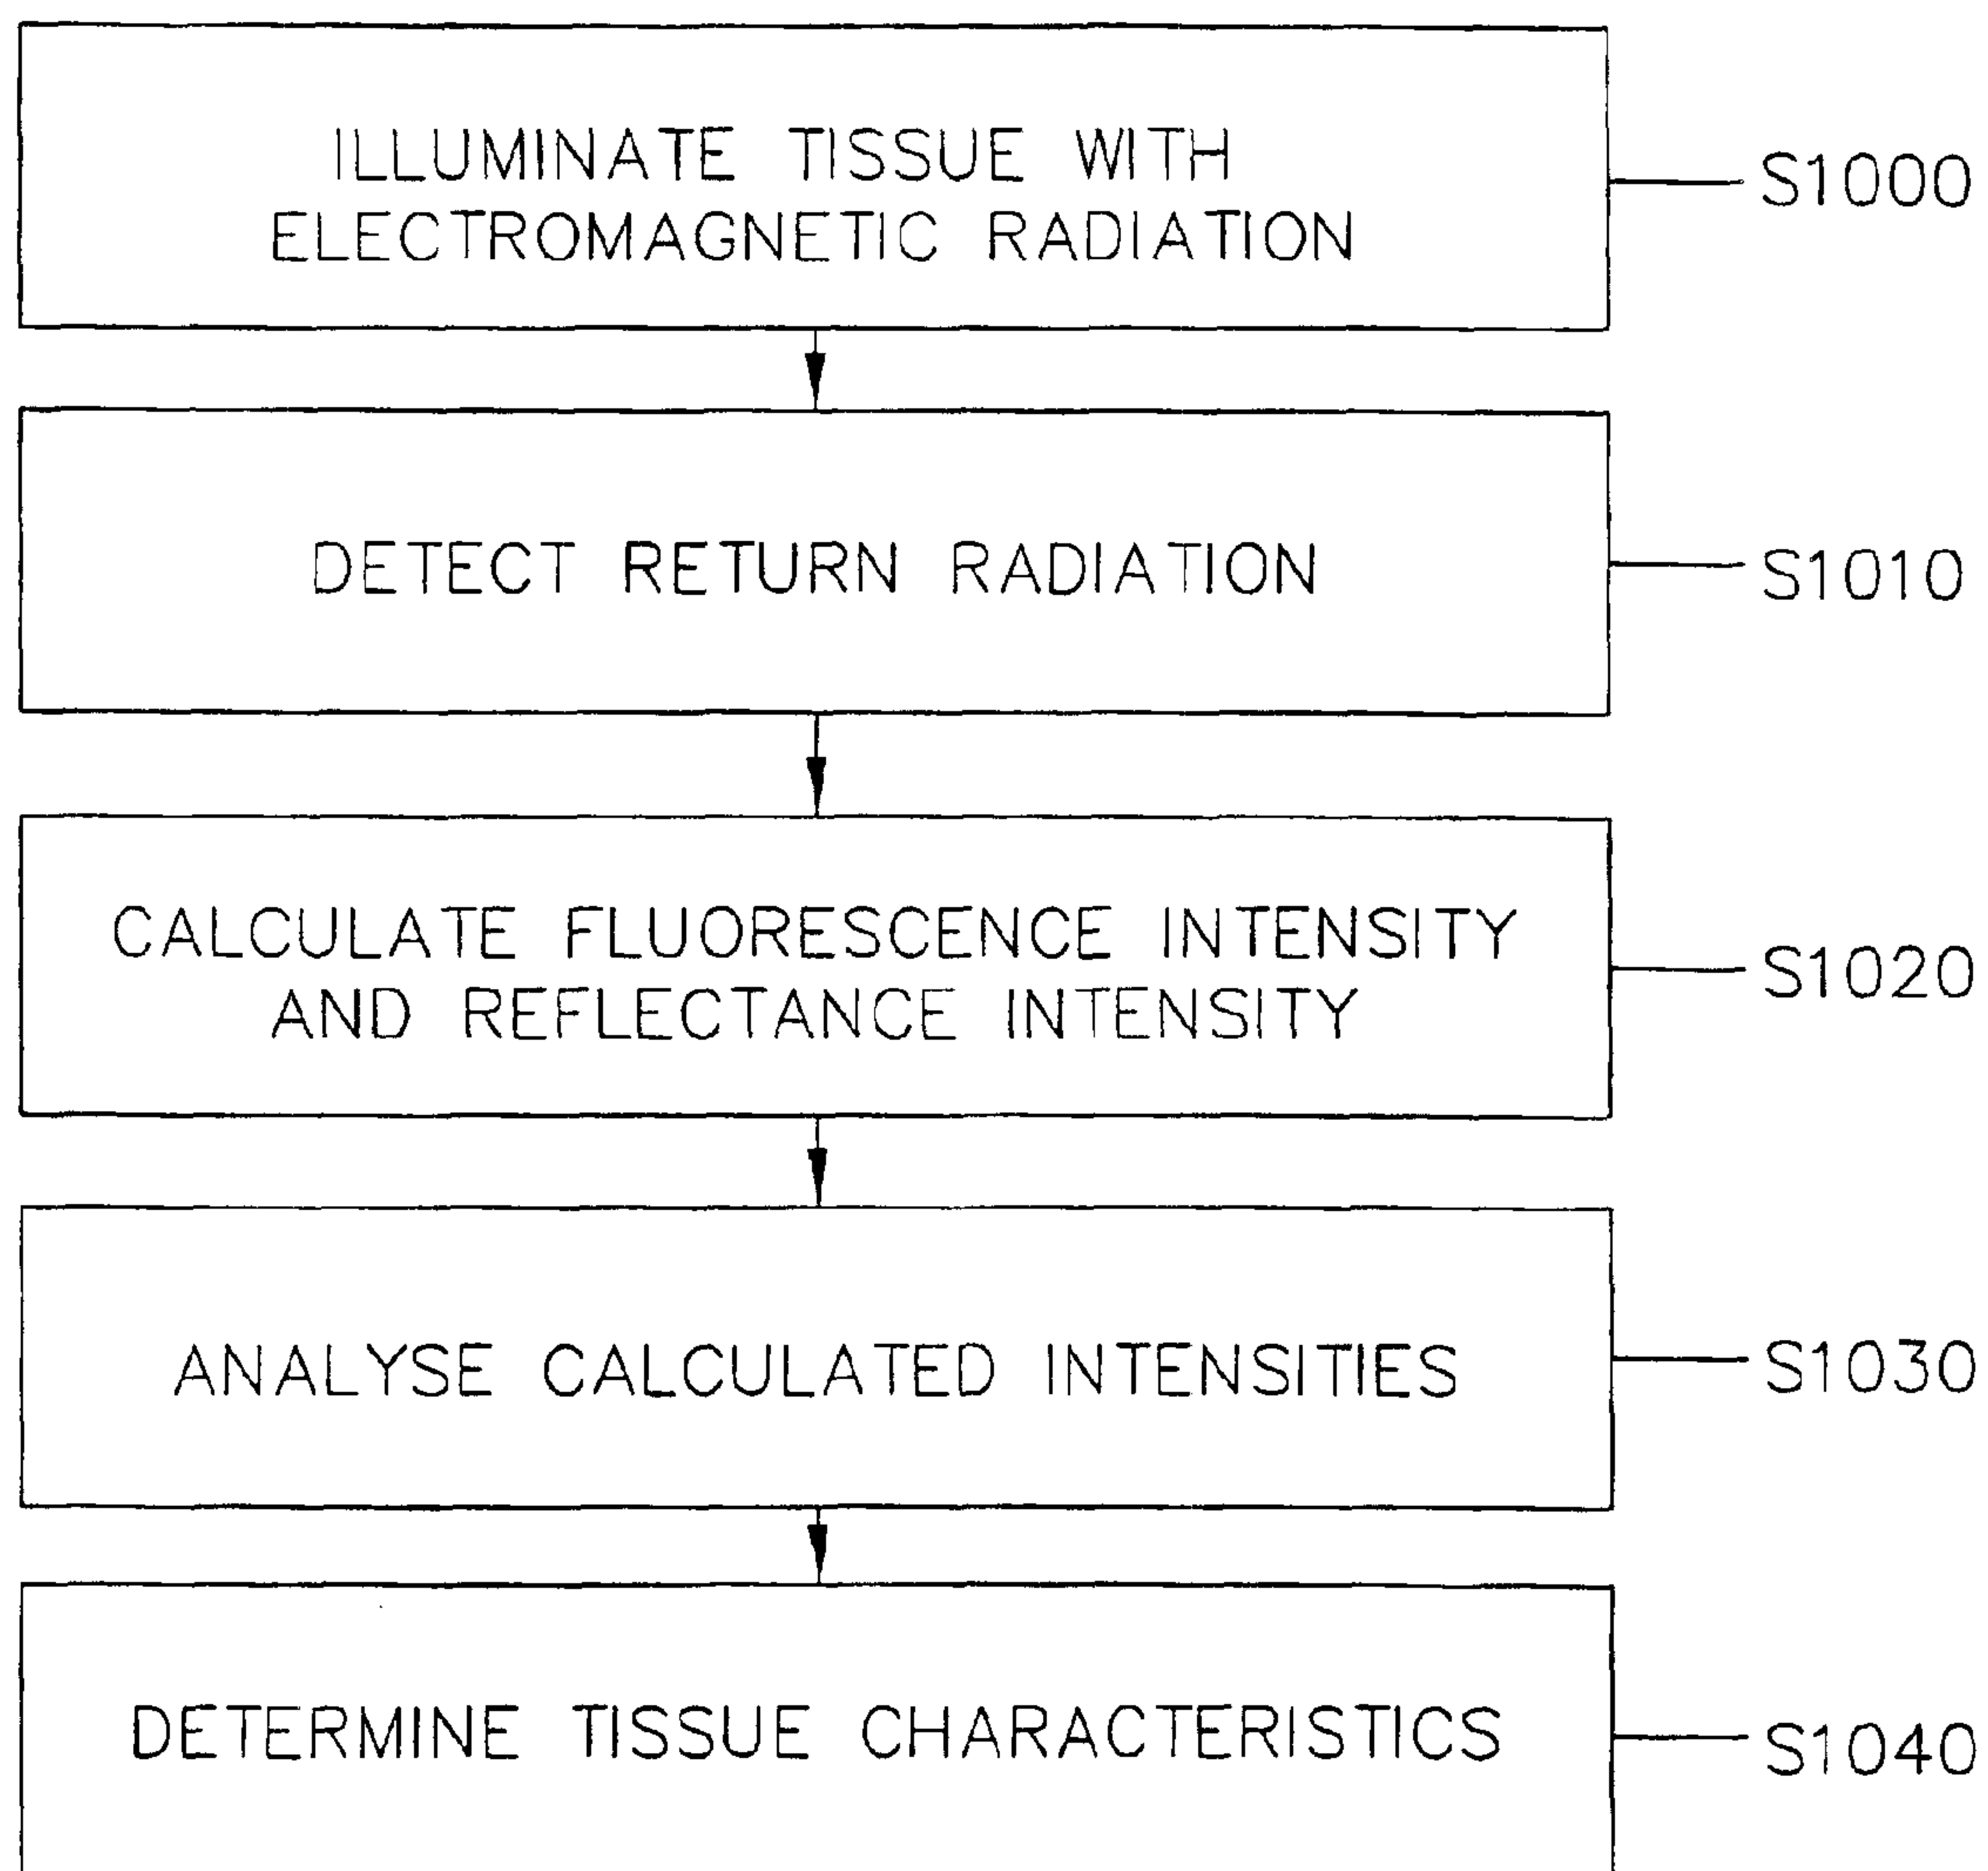 ILLUMINATE TISSUE WITH
ELECTROMAGNETIC RADIATION
S1000
DETECT RETURN RADIATION
S1010
CALCULATE FLUORESCENCE INTENSITY
AND REFLECTANCE INTENSITY
S1020
ANALYSE CALCULATED INTENSITIES
S1030
DETERMINE TISSUE CHARACTERISTICS
S1040